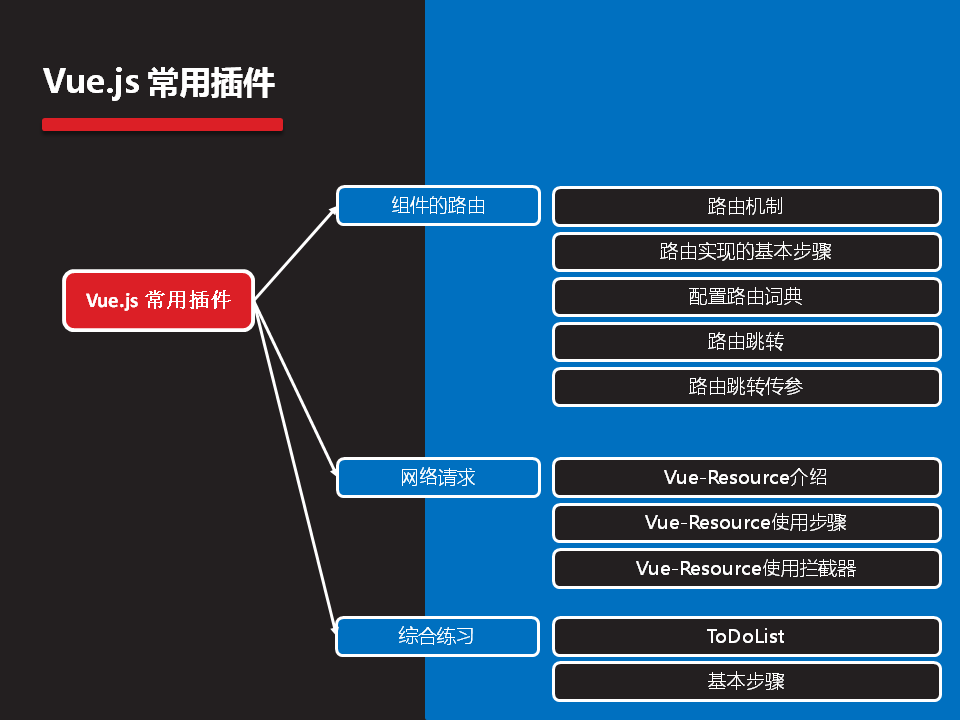 Vue.js 常用插件
组件的路由
路由机制
路由实现的基本步骤
配置路由词典
路由跳转
路由跳转传参
Vue.js 常用插件
网络请求
Vue-Resource介绍
Vue-Resource使用步骤
Vue-Resource使用拦截器
综合练习
ToDoList
基本步骤